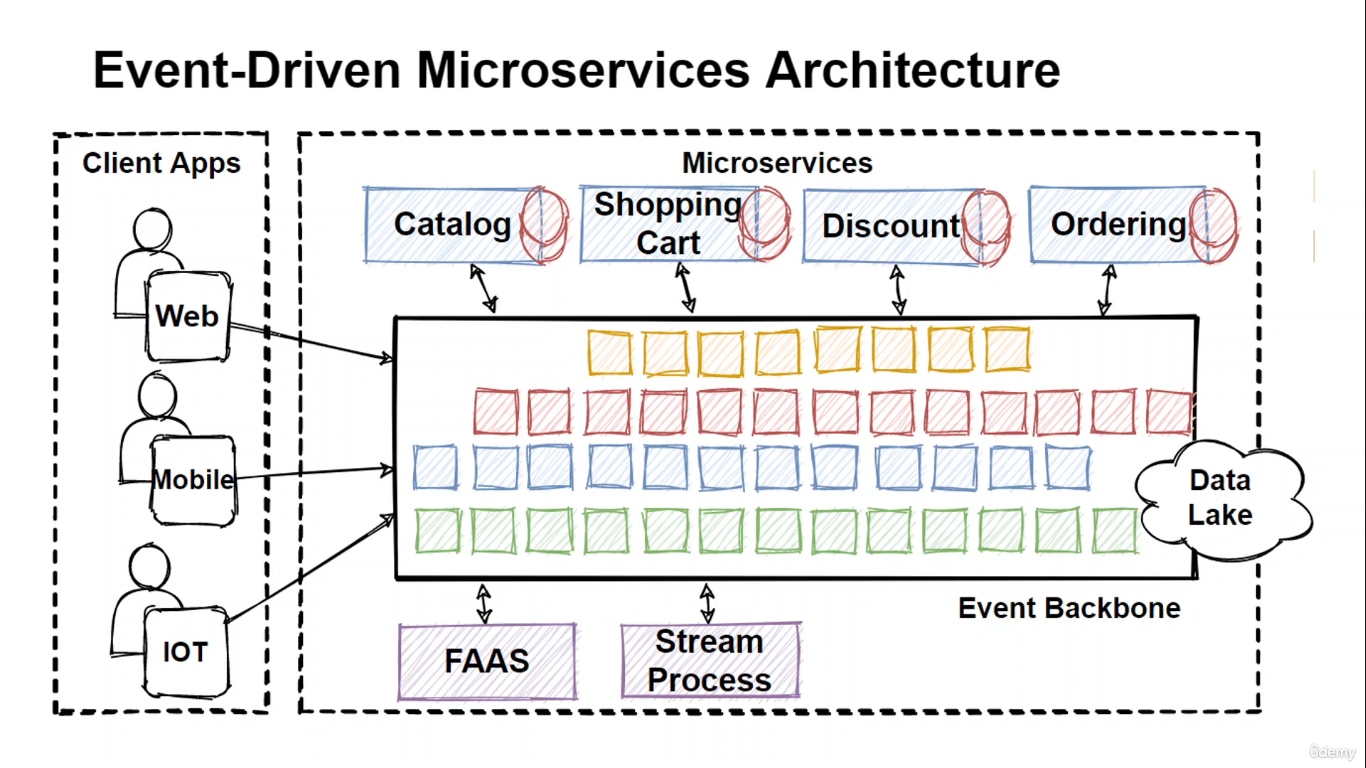 Event-Driven Microservices Architecture
Client Apps
Microservices
Catalog
Shopping
Cart
Discount
Ordering
Web
Mobile
IOT
Data
Lake
Event Backbone
FAAS
Stream
Process
ûdemy